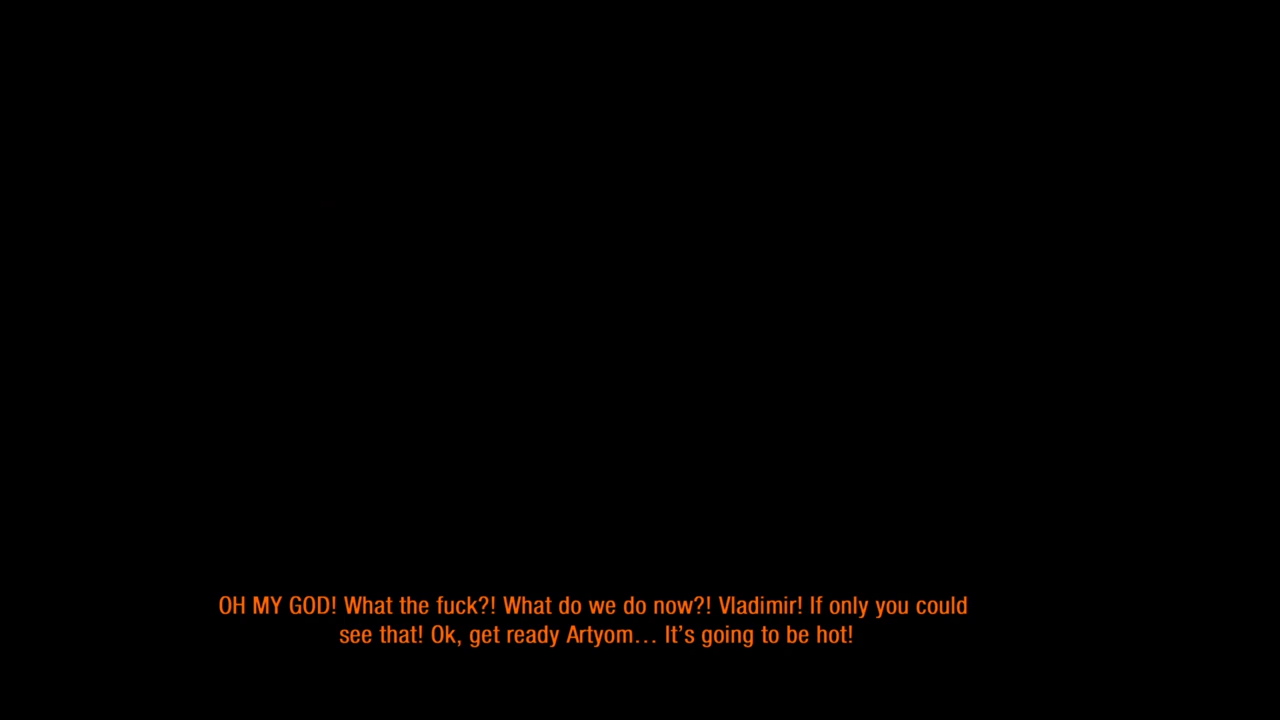 OH MY GOD! What the fuck?! What do we do now?! Vladimir! If only you could
see that! Ok, get ready Artyom... It's going to be hot!